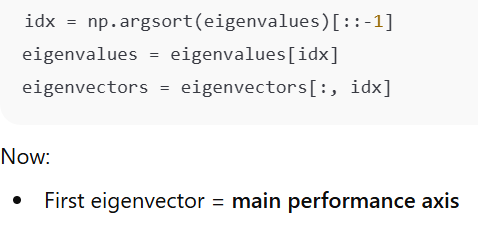 idx = np.argsort(eigenvalues)[::-1]
eigenvalues = eigenvalues[idx]
eigenvectors = eigenvectors[:, idx]
Now:
• First eigenvector = main performance axis